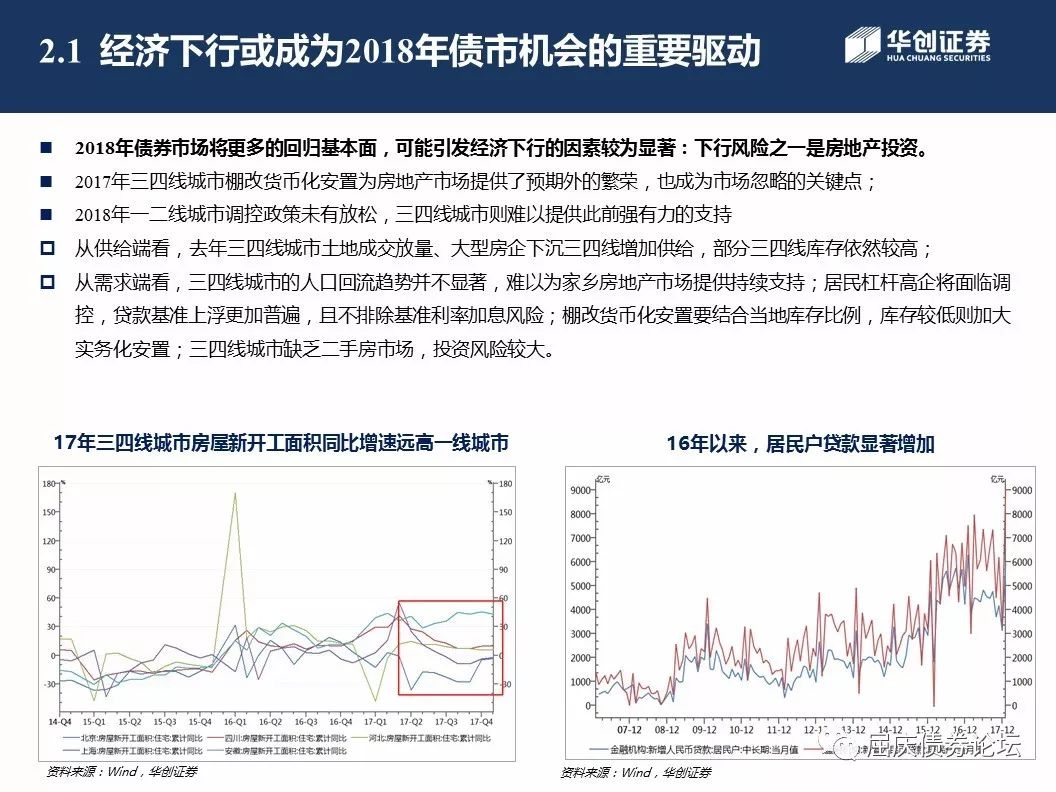 2.1 经济下行或成为2018年债市机会的重要驱动
华创证券
HUA CHUANG SECURITIES
2018年债券市场将更多的回归基本面，可能引发经济下行的因素较为显著：下行风险之一是房地产投资。
2017年三四线城市棚改货币化安置为房地产市场提供了预期外的繁荣，也成为市场忽略的关键点；
2018年一二线城市调控政策未有放松，三四线城市则难以提供此前强有力的支持
从供给端看，去年三四线城市土地成交放量、大型房企下沉三四线增加供给，部分三四线库存依然较高；
从需求端看，三四线城市的人口回流趋势并不显著，难以为家乡房地产市场提供持续支持；居民杠杆高企将面临调
控，贷款基准上浮更加普遍，且不排除基准利率加息风险；棚改货币化安置要结合当地库存比例，库存较低则加大
实务化安置；三四线城市缺乏二手房市场，投资风险较大。
17年三四线城市房屋新开工面积同比增速远高一线城市
% %
180 180
150 150
120 120
90 90
60 60
30 30
0 0
-30 -30
14-Q4 15-Q1 15-Q2 15-Q3 15-Q4 16-Q1 16-Q2 16-Q3 16-Q4 17-Q1 17-Q2 17-Q3 17-Q4
北京:房屋新开工面积:住宅:累计同比 四川:房屋新开工面积:住宅:累计同比 河北:房屋新开工面积:住宅:累计同比
上海:房屋新开工面积:住宅:累计同比 安徽:房屋新开工面积:住宅:累计同比
资料来源：Wind，华创证券
16年以来，居民户贷款显著增加
亿元 亿元
9000 9000
8000 8000
7000 7000
6000 6000
5000 5000
4000 4000
3000 3000
2000 2000
1000 1000
0 0
07-12 08-12 09-12 10-12 11-12 12-12 13-12 14-12 15-12 16-12 17-12
金融机构:新增人民币贷款:居民户:中长期:当月值
屈庆债券论坛
资料来源：Wind，华创证券